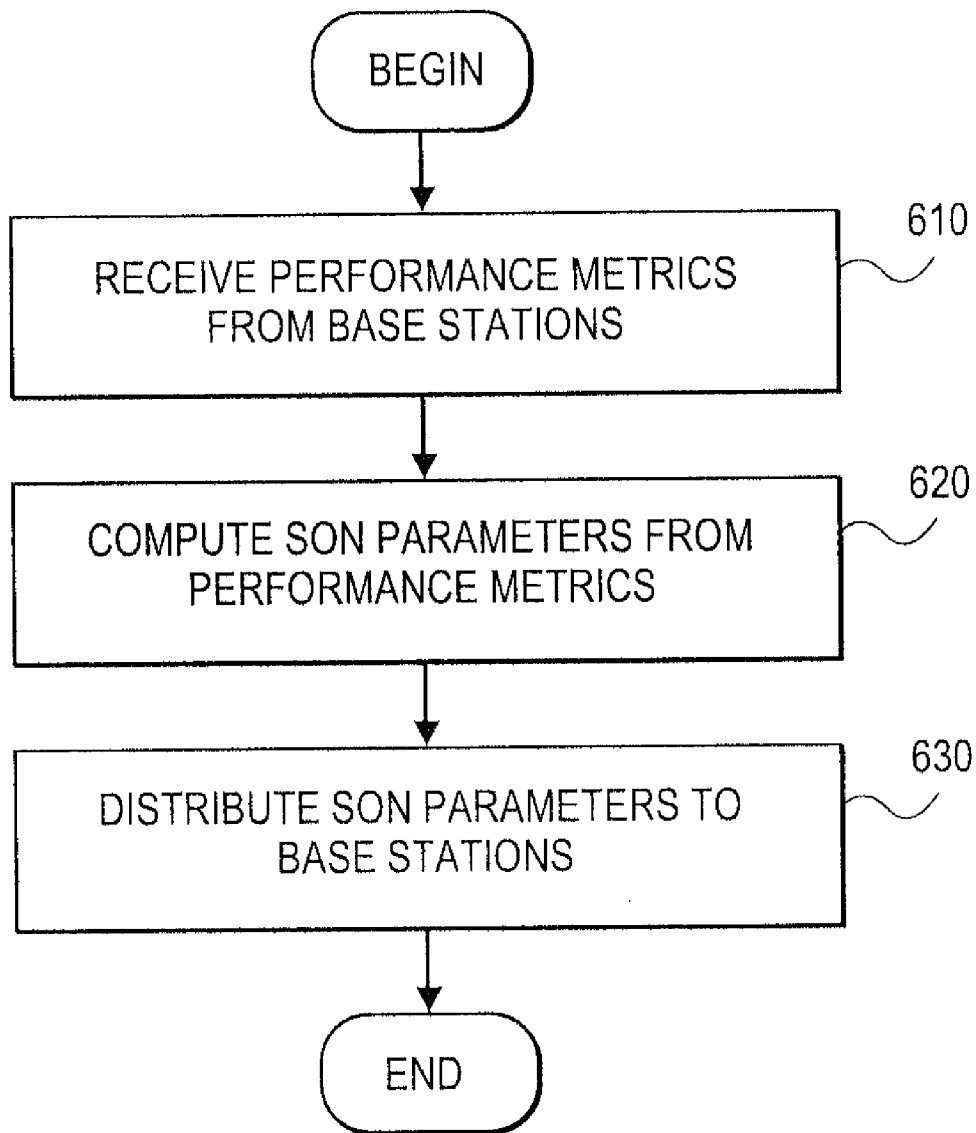 BEGIN
610
RECEIVE PERFORMANCE METRICS
FROM BASE STATIONS
620
COMPUTE SON PARAMETERS FROM
PERFORMANCE METRICS
630
DISTRIBUTE SON PARAMETERS TO
BASE STATIONS
END